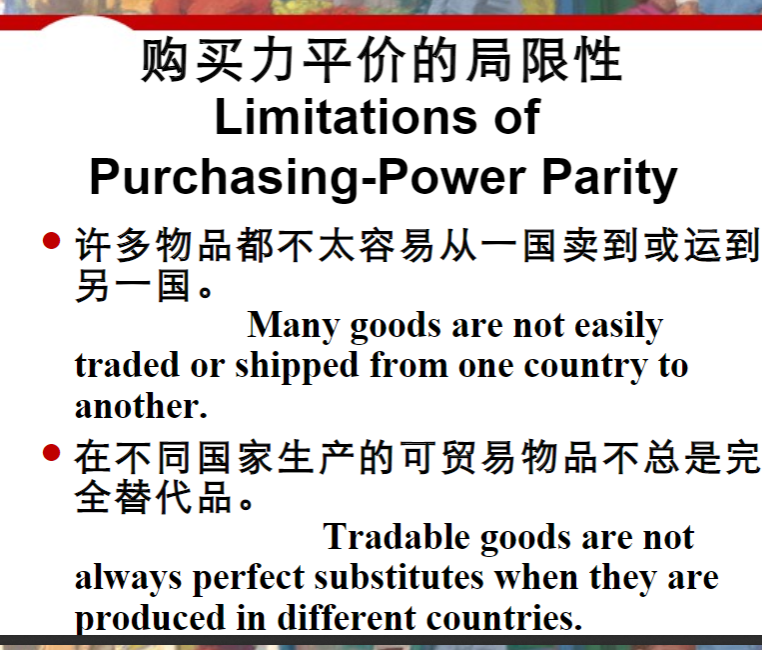 购买力平价的局限性
Limitations of
Purchasing-Power Parity
许多物品都不太容易从一国卖到或运到
另一国。
Many goods are not easily
traded or shipped from one country to
another.
在不同国家生产的可贸易物品不总是完
全替代品。
Tradable goods are not
always perfect substitutes when they are
produced in different countries.